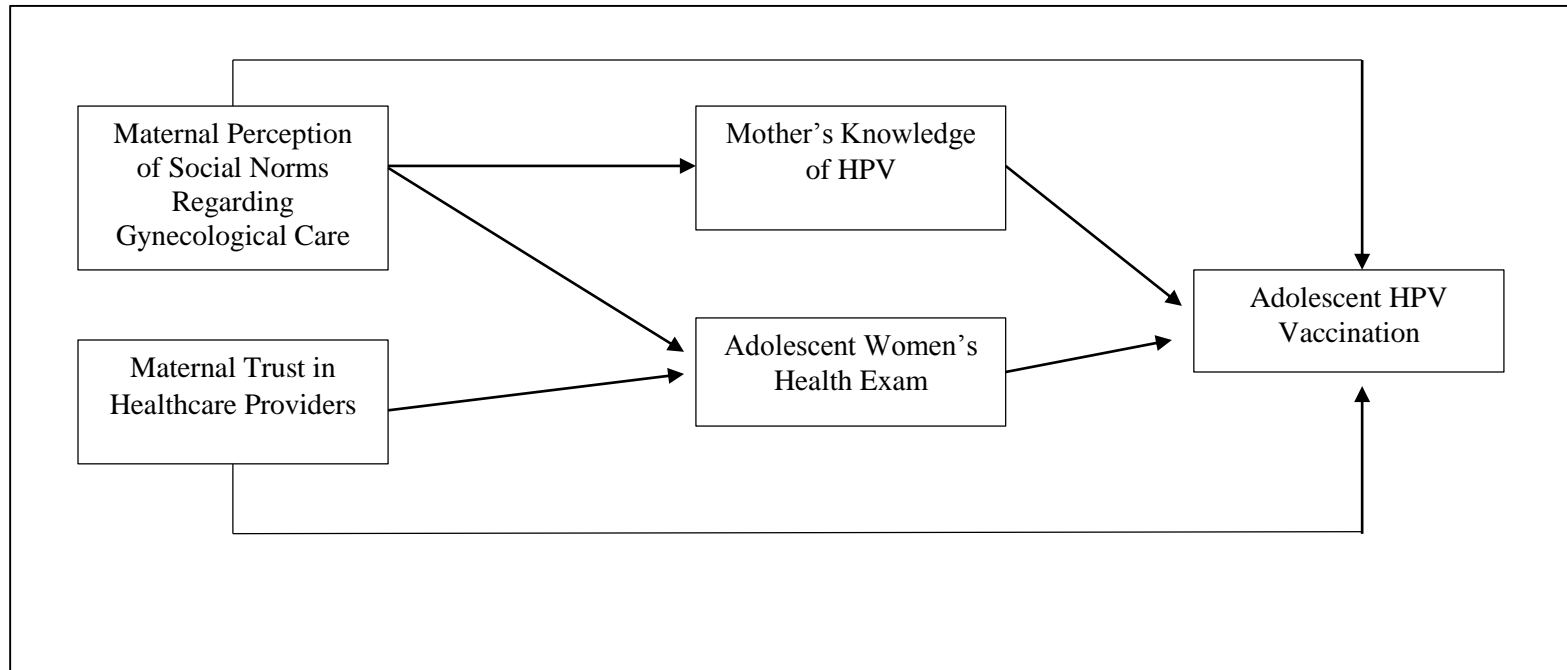 Maternal Perception
of Social Norms
Regarding
Gynecological Care
Mother’s Knowledge
of HPV
Adolescent HPV
Vaccination
Maternal Trust in
Healthcare Providers
Adolescent Women’s
Health Exam